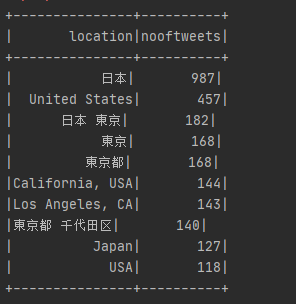 +---------------+----------+
|       location|nooftweets|
+---------------+----------+
|           日本|       987|
|  United States|       457|
|      日本 東京|       182|
|           東京|       168|
|         東京都|       168|
|California, USA|       144|
|Los Angeles, CA|       143|
|東京都 千代田区|       140|
|          Japan|       127|
|            USA|       118|
+---------------+----------+